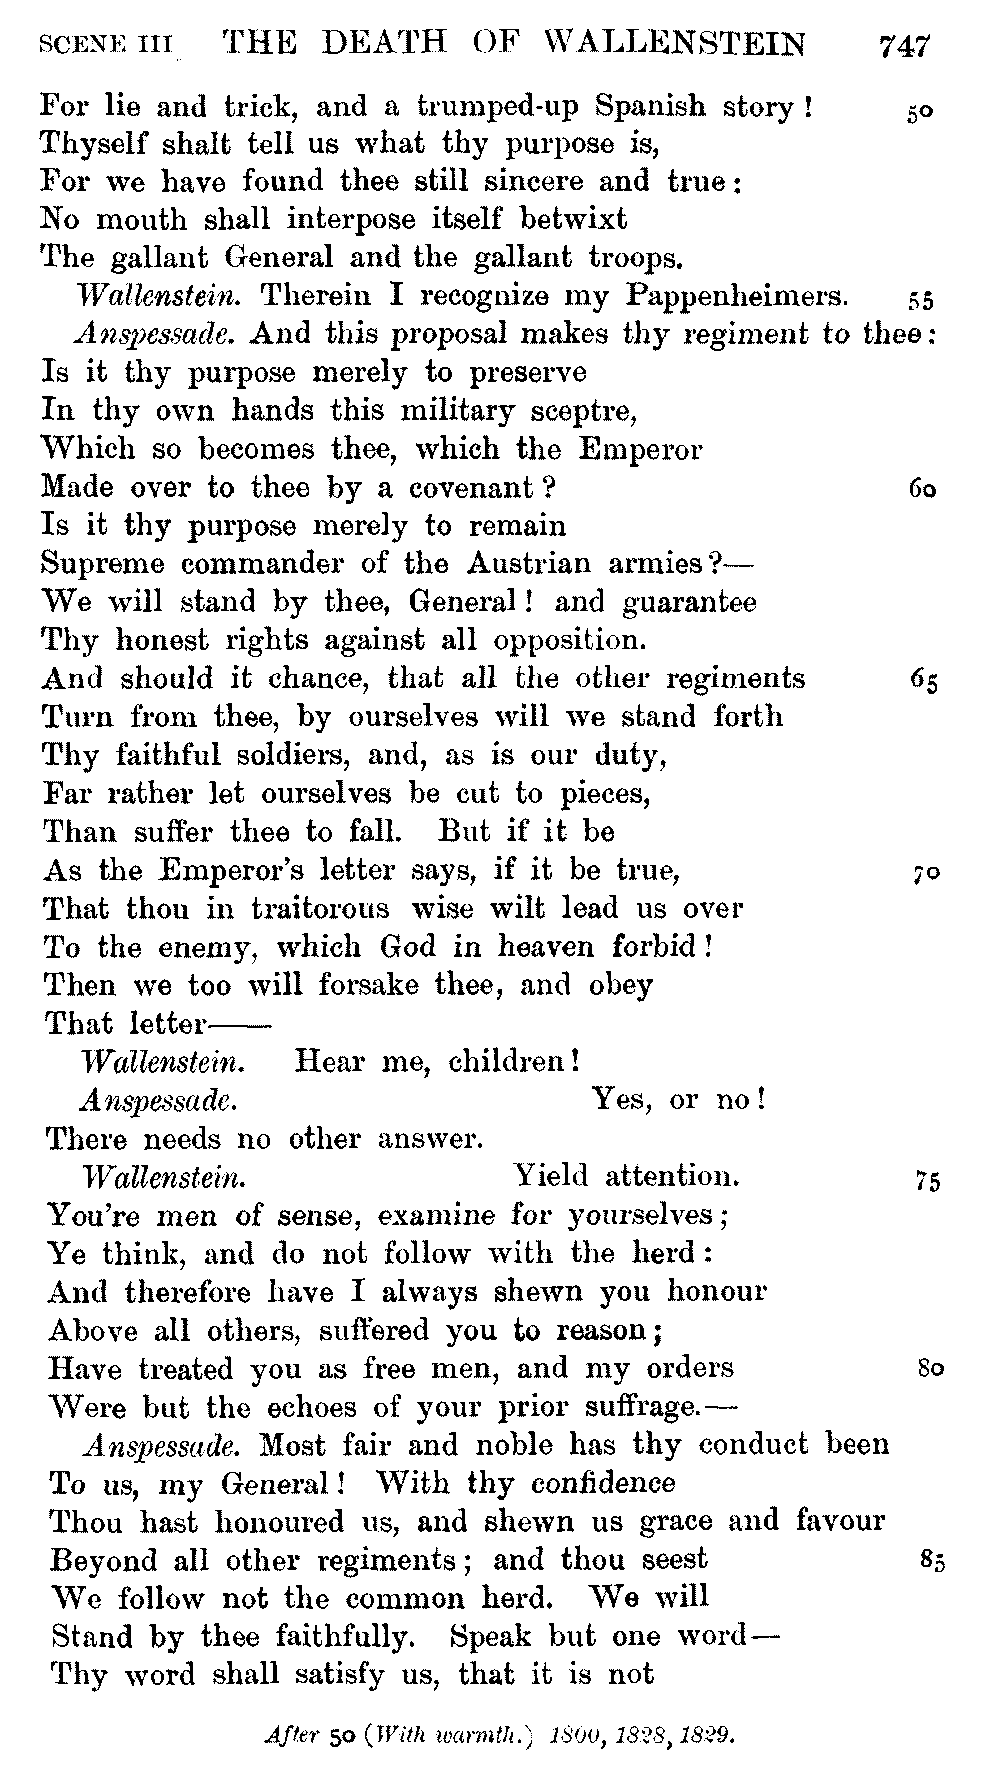 SCENE III THE DEATH OF WALLENSTEIN 747
For lie and trick, and a trumped-up Spanish story! 50
Thyself shalt tell us what thy purpose is,
For we have found thee still sincere and true:
No mouth shall interpose itself betwixt
The gallant General and the gallant troops.
Wallenstein. Therein I recognize my Pappenheimers. 55
Anspessade. And this proposal makes thy regiment to thee:
Is it thy purpose merely to preserve
In thy own hands this military sceptre,
Which so becomes thee, which the Emperor
Made over to thee by a covenant? 60
Is it thy purpose merely to remain
Supreme commander of the Austrian armies?—
We will stand by thee, General! and guarantee
Thy honest rights against all opposition.
And should it chance, that all the other regiments 65
Turn from thee, by ourselves will we stand forth
Thy faithful soldiers, and, as is our duty,
Far rather let ourselves be cut to pieces,
Than suffer thee to fall. But if it be
As the Emperor's letter says, if it be true, 70
That thou in traitorous wise wilt lead us over
To the enemy, which God in heaven forbid!
Then we too will forsake thee, and obey
That letter——
Wallenstein. Hear me, children!
Anspessade. Yes, or no!
There needs no other answer.
Wallenstein. Yield attention. 75
You're men of sense, examine for yourselves;
Ye think, and do not follow with the herd:
And therefore have I always shewn you honour
Above all others, suffered you to reason;
Have treated you as free men, and my orders 80
Were but the echoes of your prior suffrage.—
Anspessade. Most fair and noble has thy conduct been
To us, my General! With thy confidence
Thou hast honoured us, and shewn us grace and favour
Beyond all other regiments; and thou seest 85
We follow not the common herd. We will
Stand by thee faithfully. Speak but one word—
Thy word shall satisfy us, that it is not
After 50 (With warmth.) 1800, 1828, 1829.